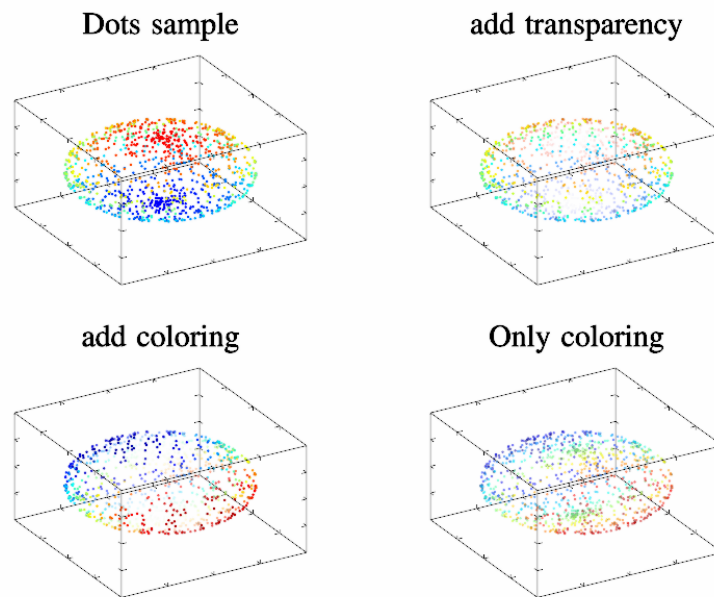 Dots sample
add transparency
add coloring
Only coloring